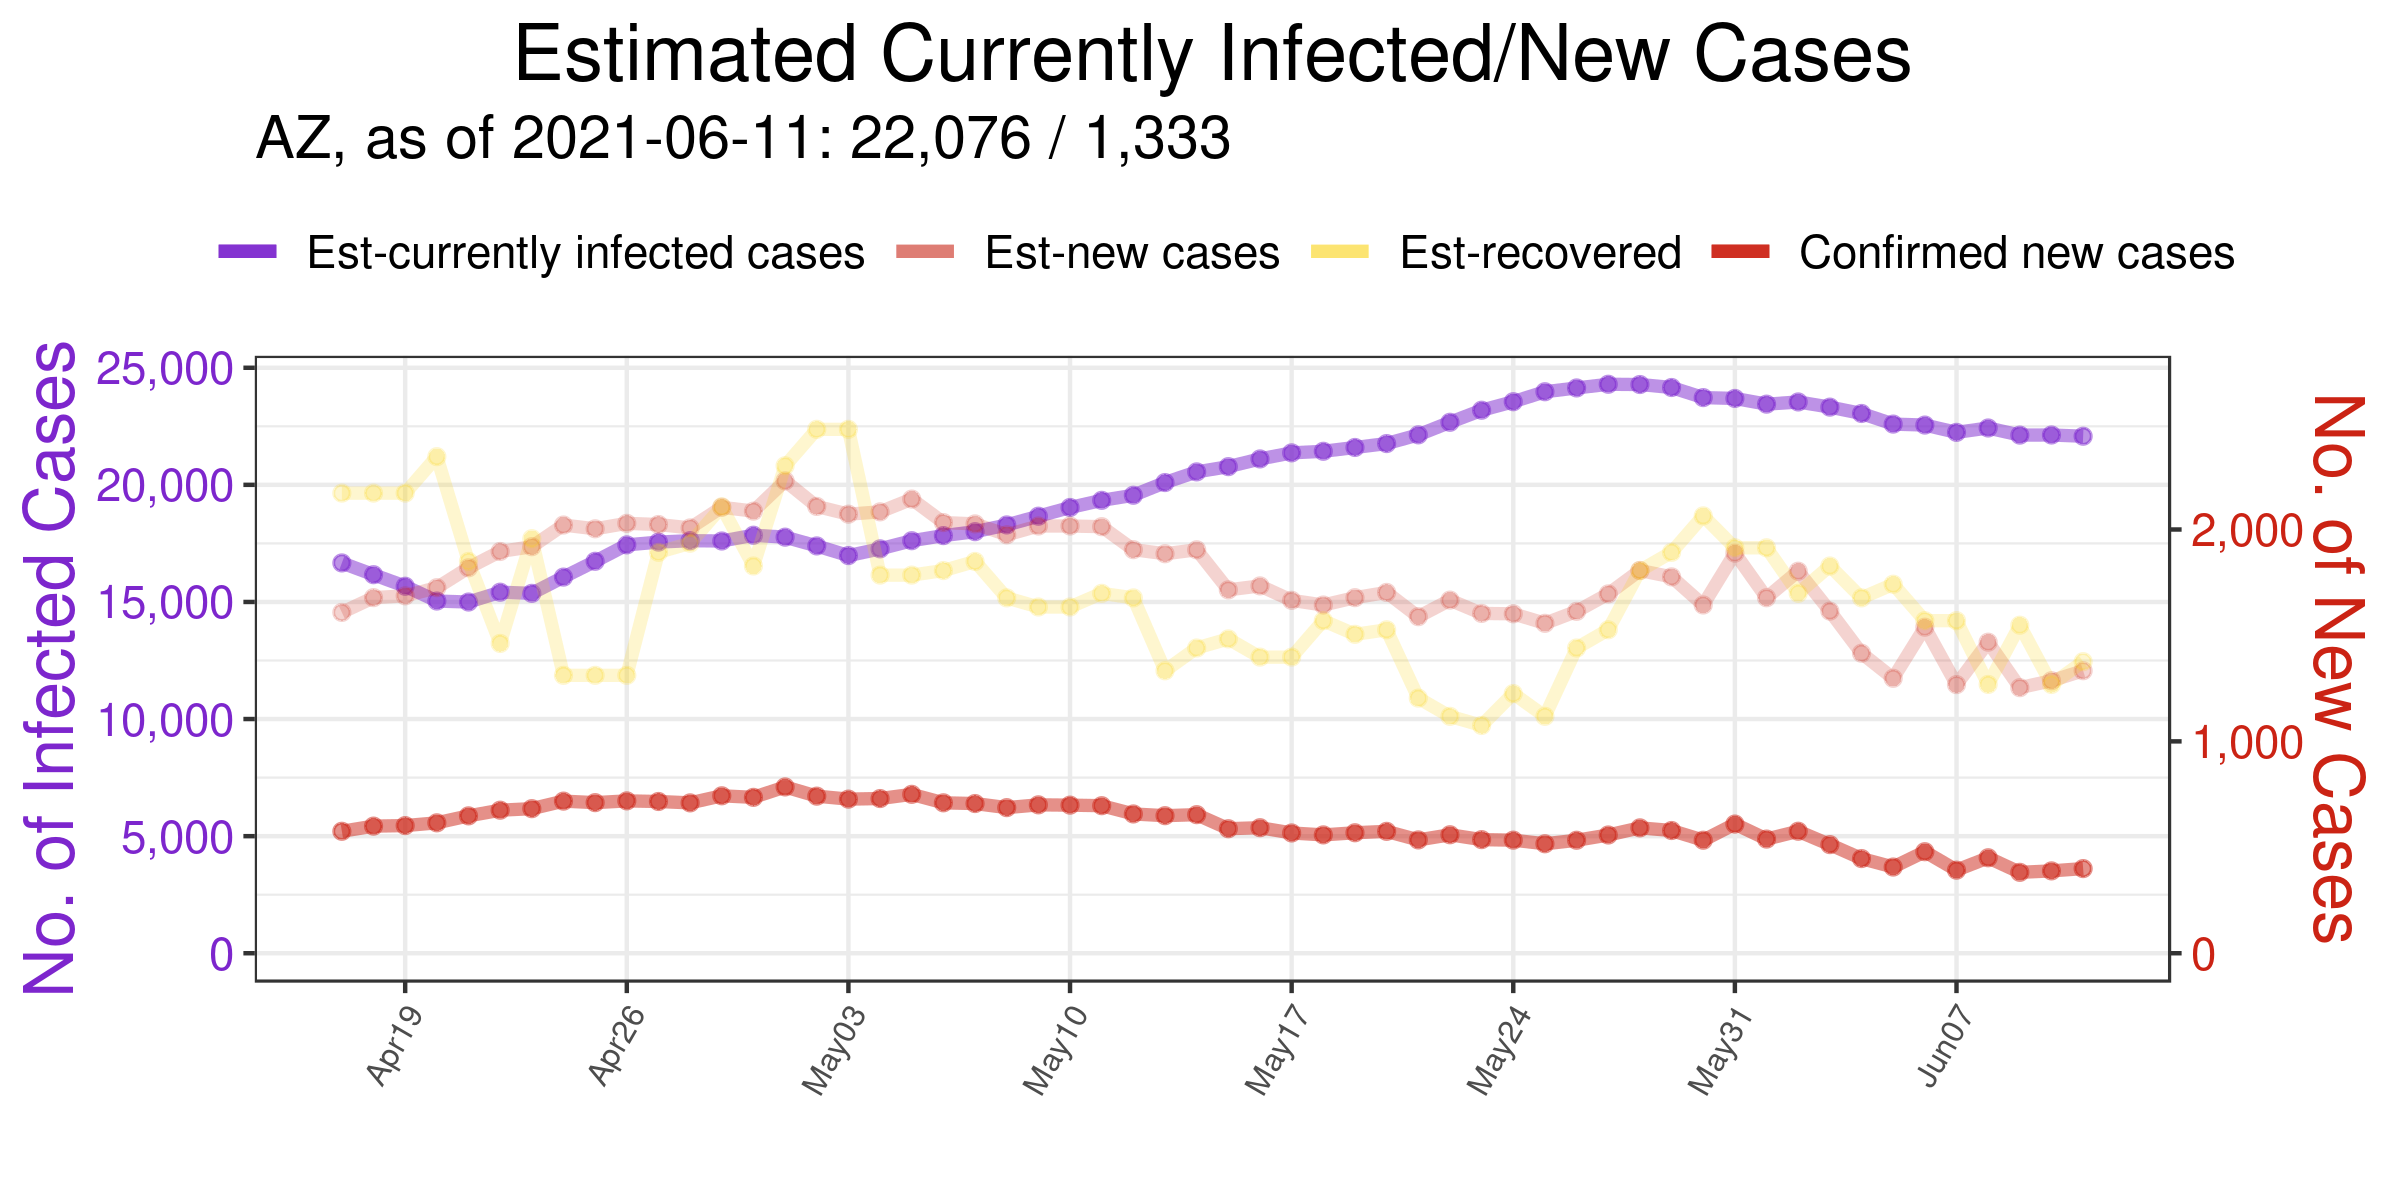 Estimated Currently Infected/New Cases
AZ, as of 2021-06-11: 22,076 / 1,333
Est-currently infected cases Est-new cases Est-recovered Confirmed new cases
No. of Infected Cases
25,000
20,000
15,000
10,000
5,000
0
No. of New Cases
2,000
1,000
0
Apr19 Apr26 May03 May10 May17 May24 May31 Jun07